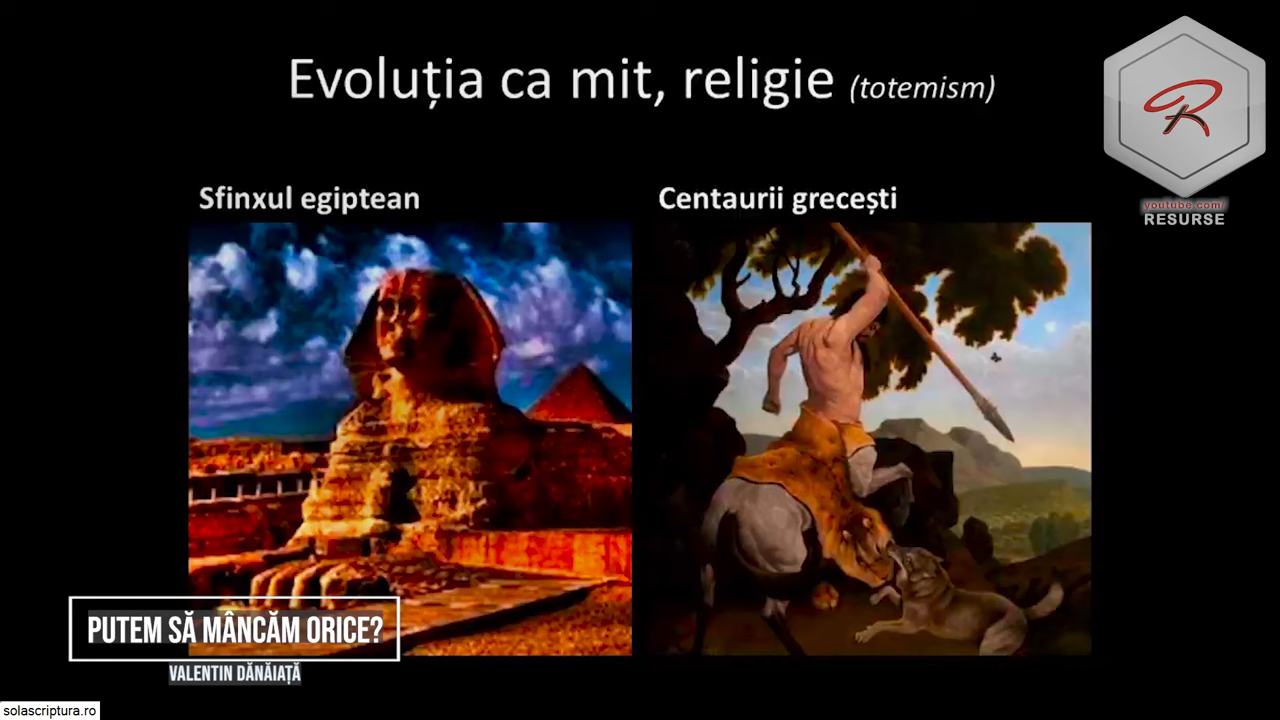 Evoluția ca mit, religie (totemism)
Sfinxul egiptean
Centaurii grecești
R
youtube.com/
RESURSE
PUTEM SĂ MÂNCĂM ORICE?
VALENTIN DĂNĂIAȚĂ
solascriptura.ro